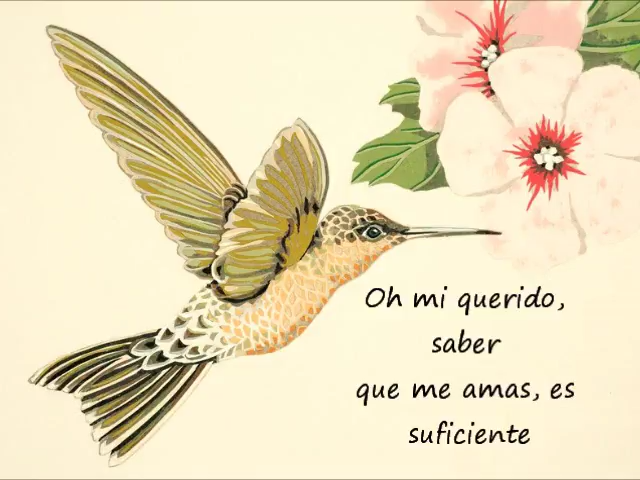 Oh mi querido,
saber
que me amas, es
suficiente